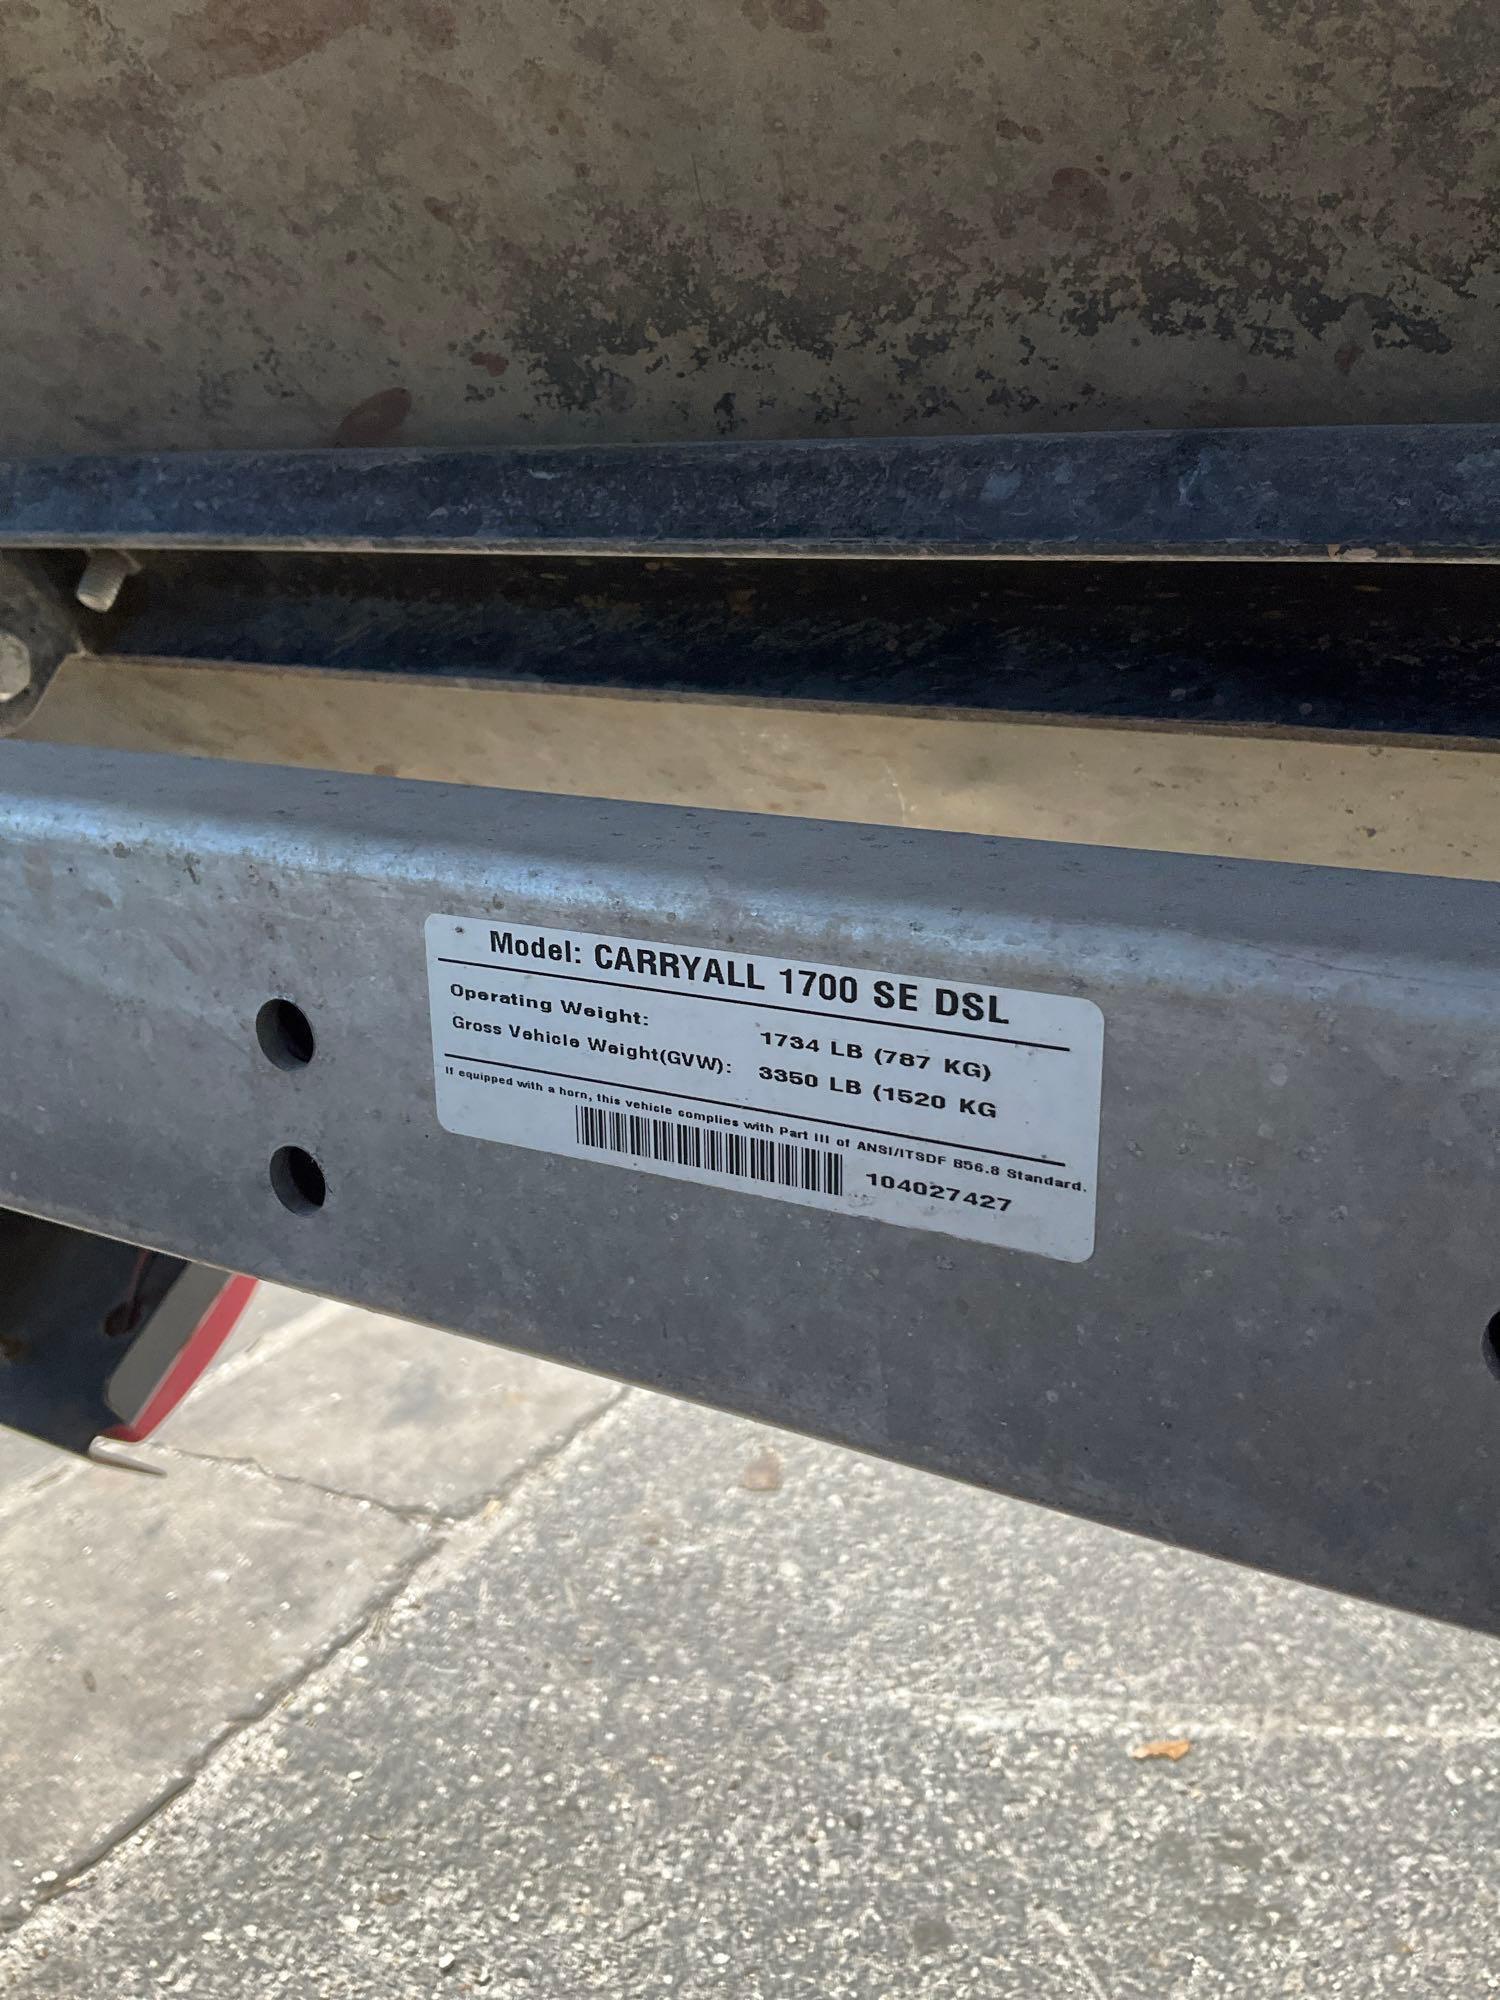 Model: CARRYALL 1700 SE DSL
Operating Weight: 1734 LB (787 KG)
Gross Vehicle Weight(GVW): 3350 LB (1520 KG
If equipped with a horn, this vehicle complies with Part III of ANSI/ITSDF B56.8 Standard.
104027427